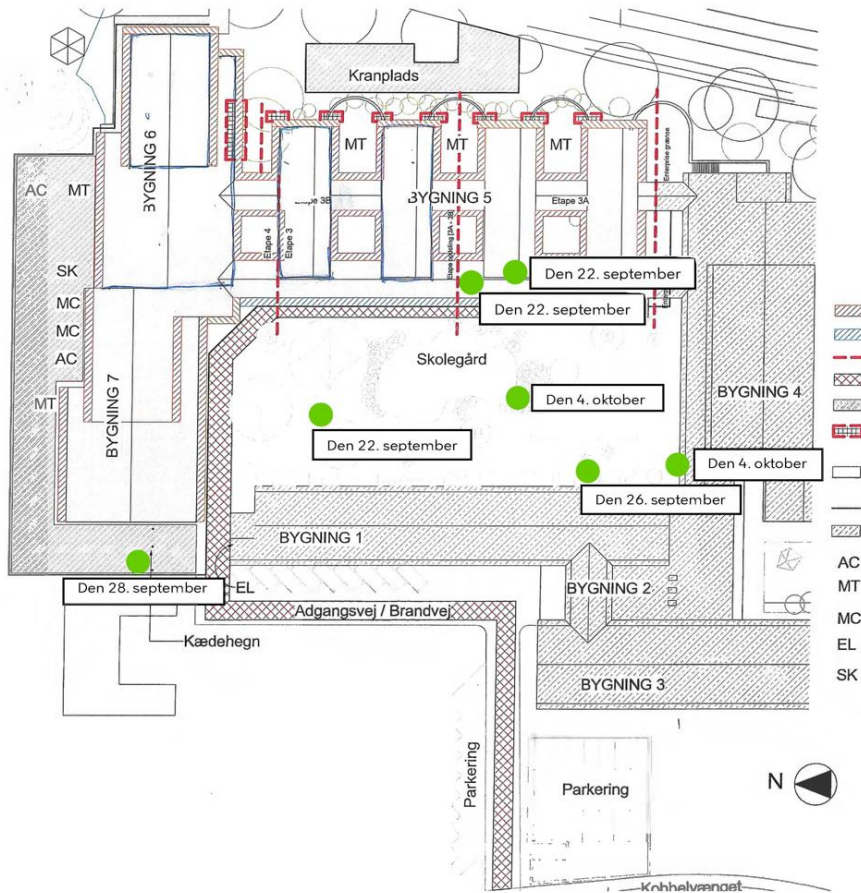 Kranplads
BYGNING 6
MT
MT
MT
AC
MT
Etape 3B
BYGNING 5
Etape 3A
Enterprise grænse
Etape 4
Etape 3
SK
Den 22. september
Den 22. september
MC
MC
AC
Skolegård
MT
BYGNING 7
Den 4. oktober
BYGNING 4
Den 22. september
Den 4. oktober
Den 26. september
BYGNING 1
AC
Den 28. september
EL
BYGNING 2
MT
Adgangsvej / Brandvej
MC
Kædehegn
EL
BYGNING 3
SK
Parkering
Parkering
N
Kobbelvænget